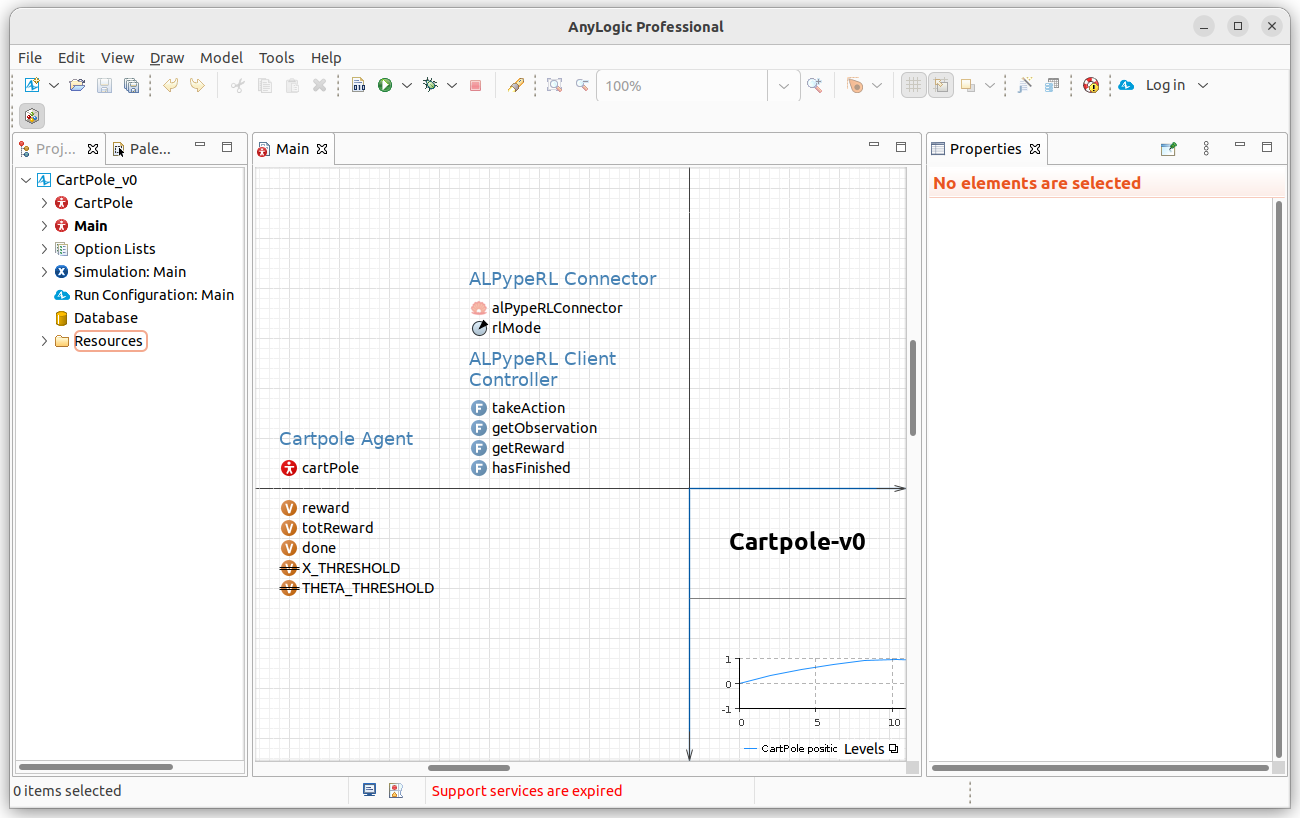 AnyLogic Professional
File Edit View Draw Model Tools Help
100%
Log in
Proj...
Pale...
CartPole_v0
CartPole
Main
Option Lists
Simulation: Main
Run Configuration: Main
Database
Resources
Main
ALPypeRL Connector
alPypeRLConnector
rlMode
ALPypeRL Client
Controller
F takeAction
F getObservation
F getReward
F hasFinished
Cartpole Agent
cartPole
V reward
V totReward
V done
V X_THRESHOLD
V THETA_THRESHOLD
Cartpole-v0
1
0
-1
0 5 10
CartPole positic
Levels
Properties
No elements are selected
0 items selected
Support services are expired